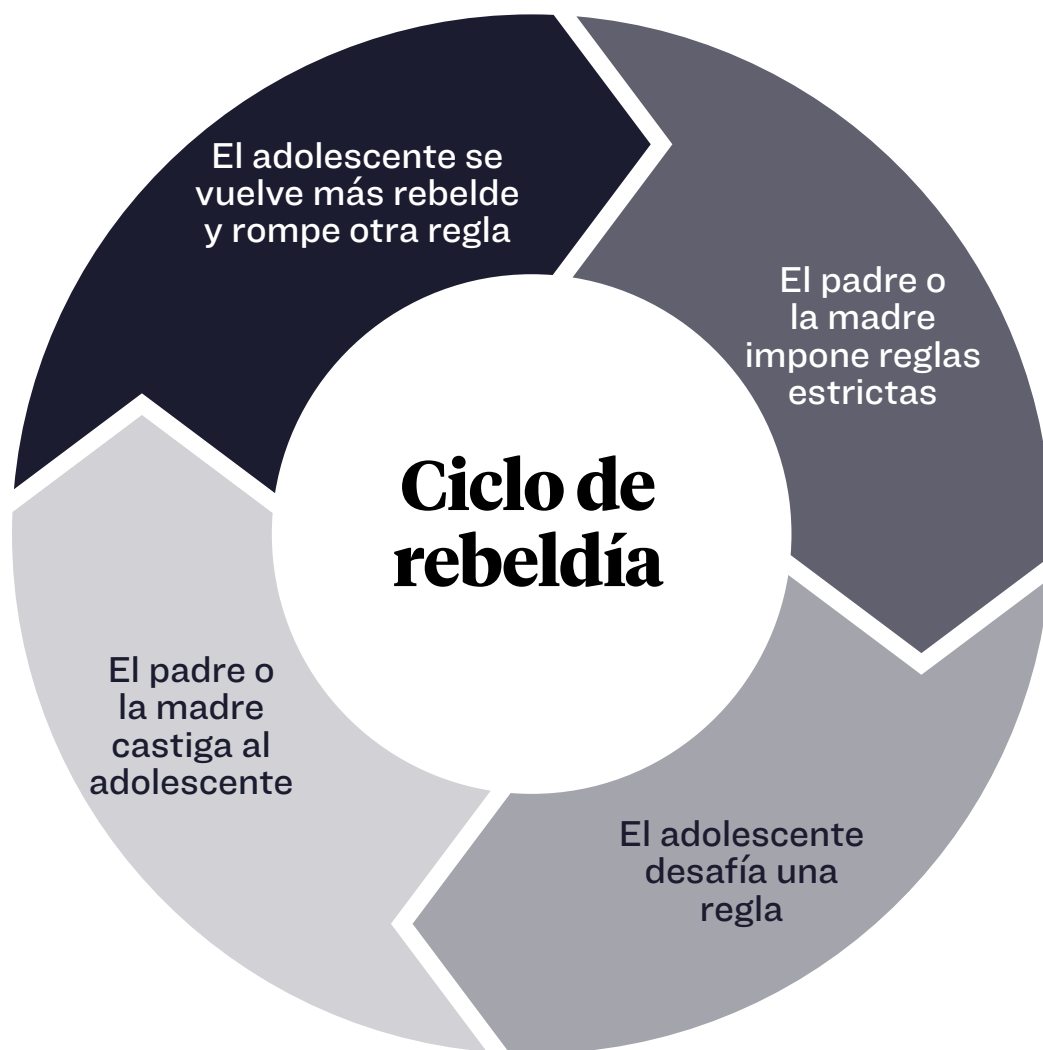 El adolescente se
vuelve más rebelde
y rompe otra regla
El padre o
la madre
impone reglas
estrictas
Ciclo de
rebeldía
El padre o
la madre
castiga al
adolescente
El adolescente
desafía una
regla